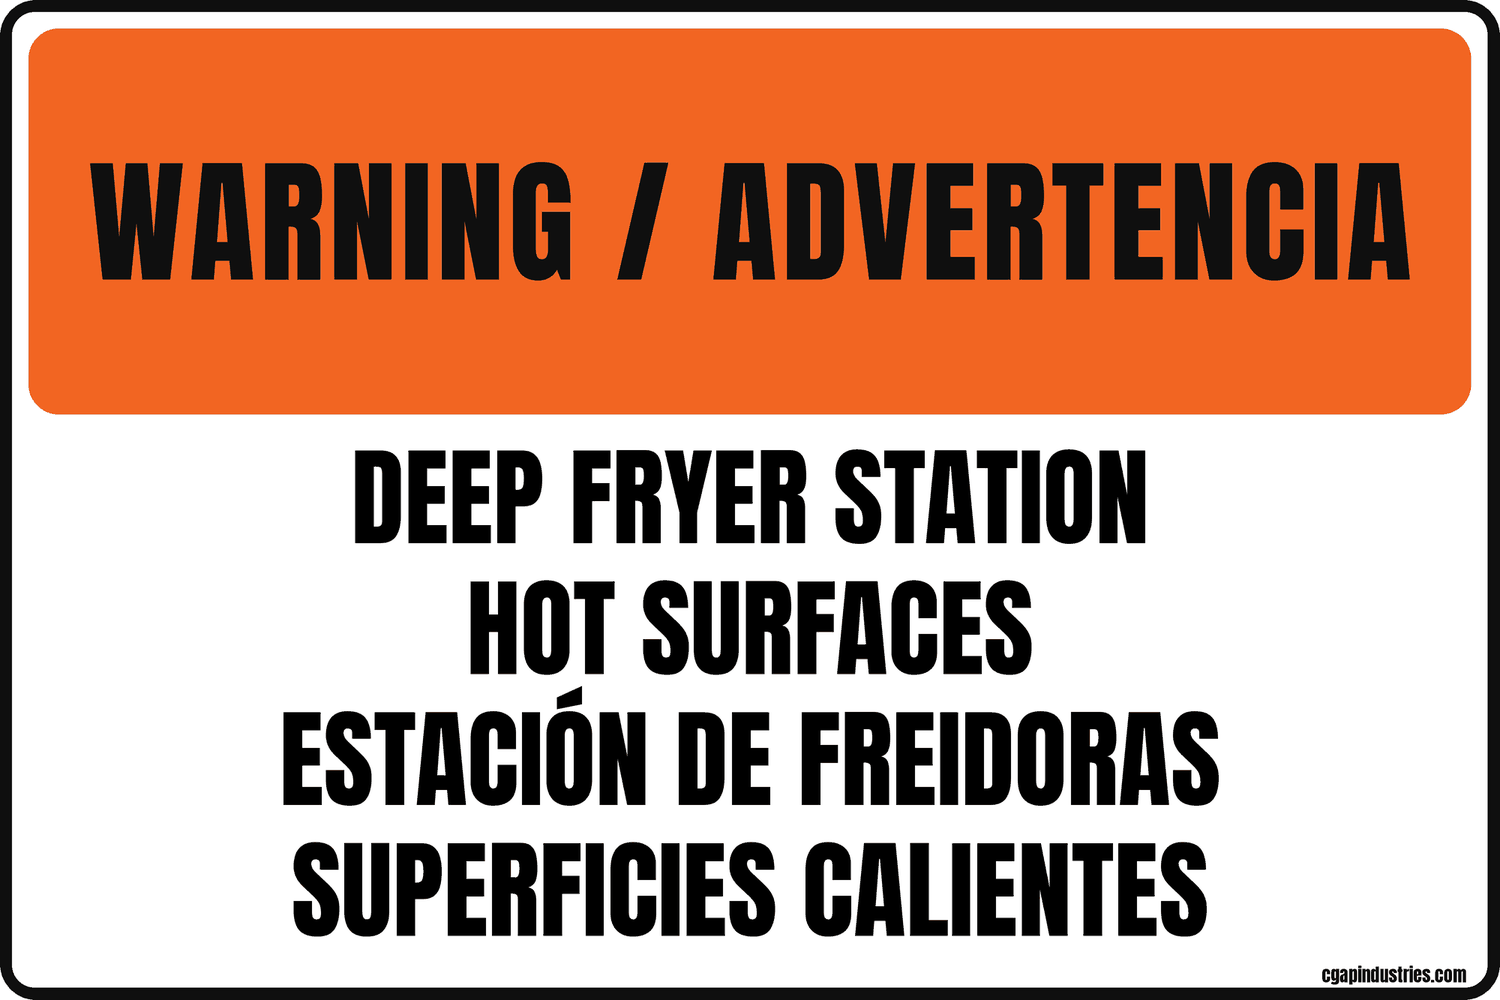 WARNING / ADVERTENCIA
DEEP FRYER STATION
HOT SURFACES
ESTACIÓN DE FREIDORAS
SUPERFICIES CALIENTES
cgapindustries.com